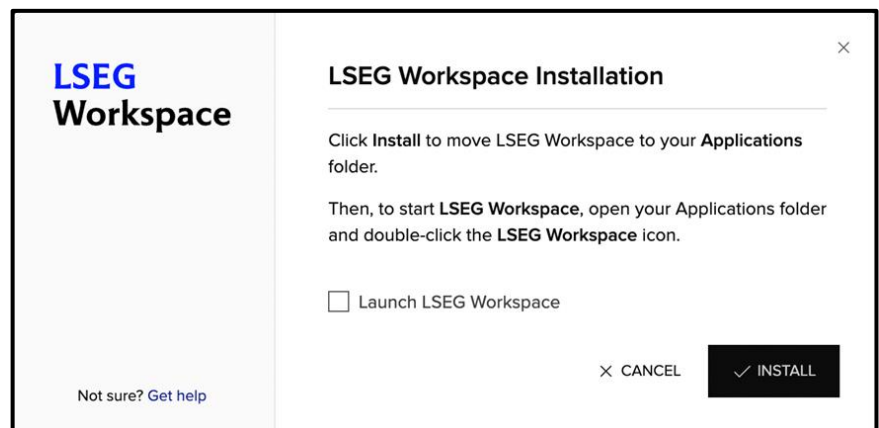 LSEG
Workspace
LSEG Workspace Installation
Click Install to move LSEG Workspace to your Applications
folder.
Then, to start LSEG Workspace, open your Applications folder
and double-click the LSEG Workspace icon.
Launch LSEG Workspace
CANCEL
INSTALL
Not sure? Get help